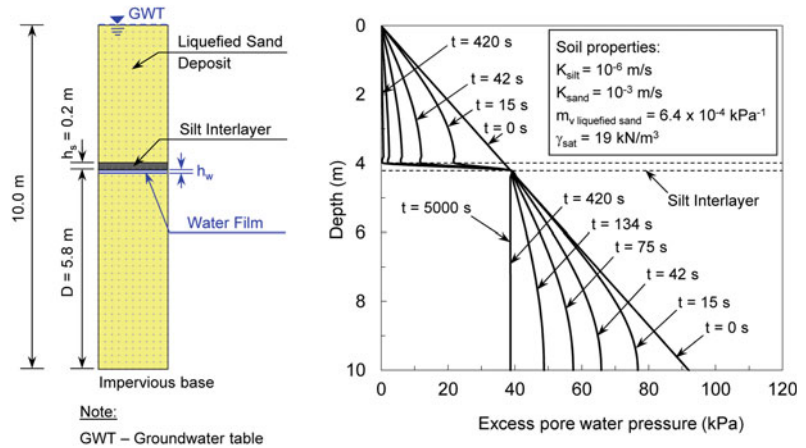 GWT
Liquefied Sand
Deposit
h_s = 0.2 m
Silt Interlayer
h_w
10.0 m
Water Film
D = 5.8 m
Impervious base
Note:
GWT – Groundwater table
0
2
4
6
8
10
Depth (m)
t = 420 s
t = 42 s
t = 15 s
t = 0 s
Soil properties:
K_silt = 10^-6 m/s
K_sand = 10^-3 m/s
m_v liquefied sand = 6.4 x 10^-4 kPa^-1
γ_sat = 19 kN/m^3
Silt Interlayer
t = 5000 s
t = 420 s
t = 134 s
t = 75 s
t = 42 s
t = 15 s
t = 0 s
0 20 40 60 80 100 120
Excess pore water pressure (kPa)